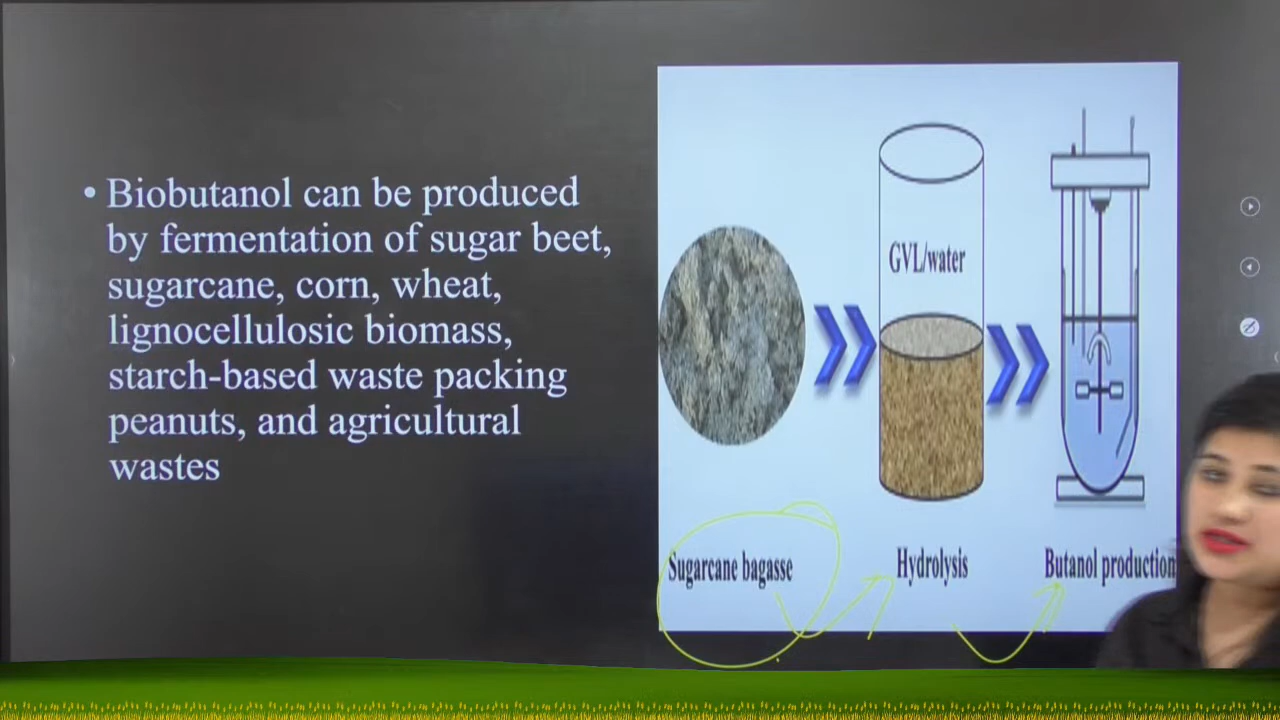 • Biobutanol can be produced
by fermentation of sugar beet,
sugarcane, corn, wheat,
lignocellulosic biomass,
starch-based waste packing
peanuts, and agricultural
wastes
GVL/water
Sugarcane bagasse
Hydrolysis
Butanol production